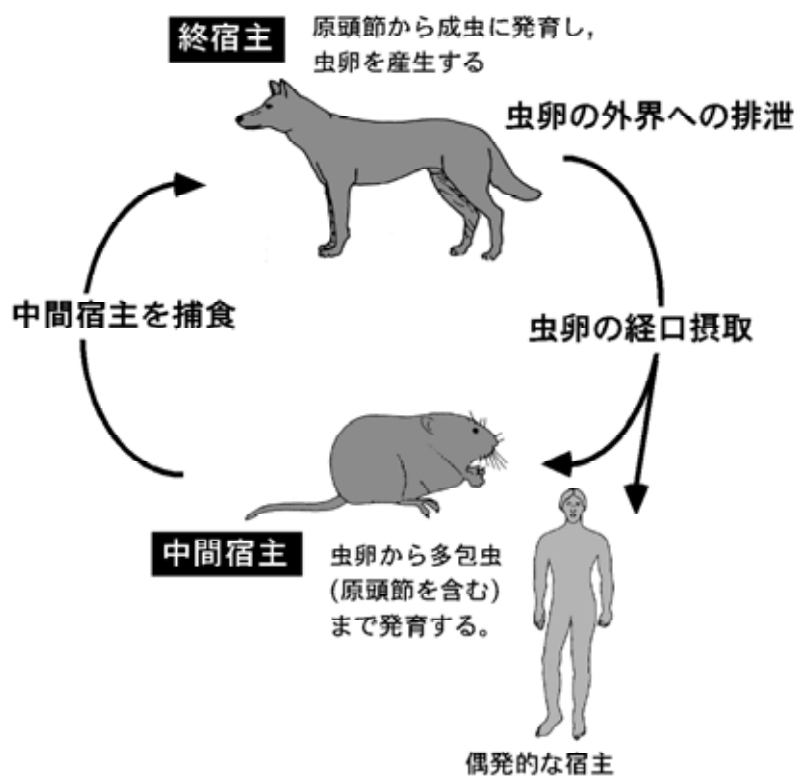 終宿主
原頭節から成虫に発育し,
虫卵を産生する
虫卵の外界への排泄
中間宿主を捕食
虫卵の経口摂取
中間宿主
虫卵から多包虫
(原頭節を含む)
まで発育する。
偶発的な宿主